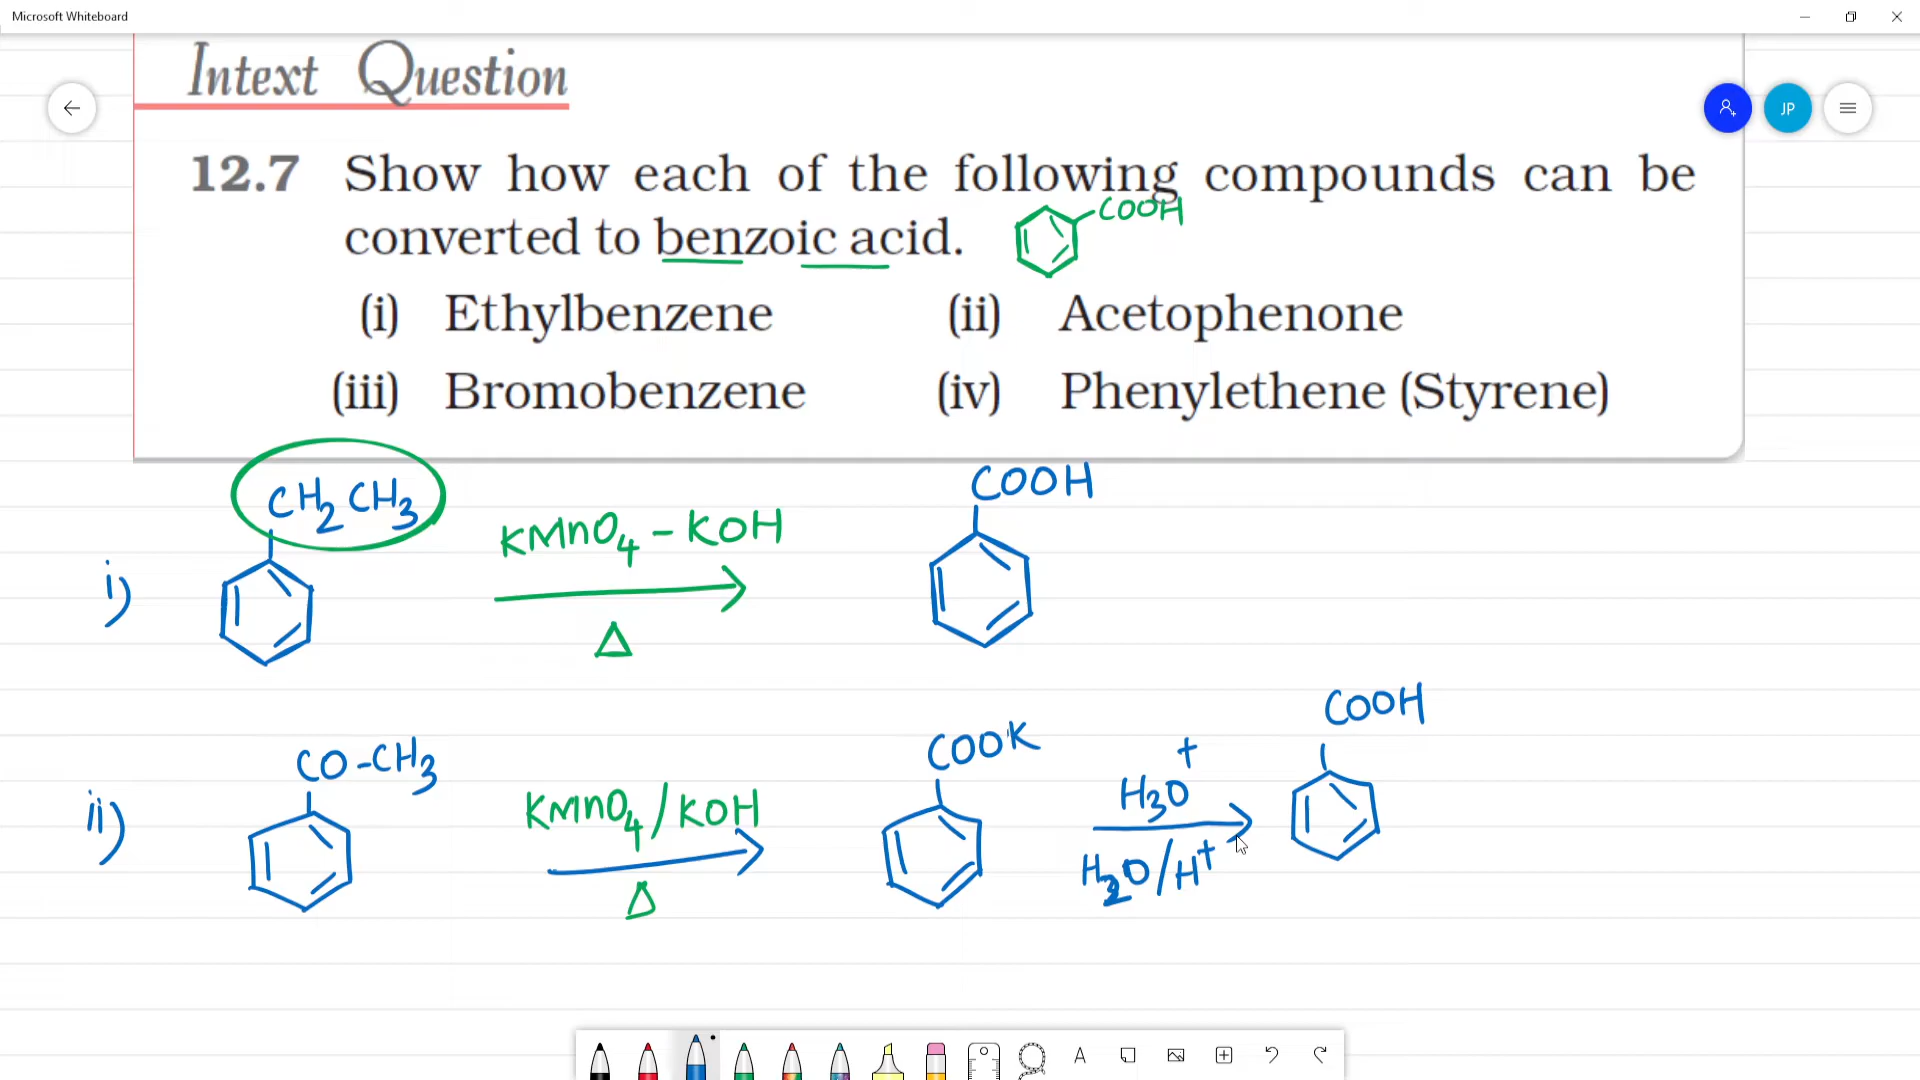 Microsoft Whiteboard
Intext Question
JP
12.7 Show how each of the following compounds can be
converted to benzoic acid.
COOH
(i) Ethylbenzene (ii) Acetophenone
(iii) Bromobenzene (iv) Phenylethene (Styrene)
i) CH2CH3 KMnO4 - KOH Δ COOH
ii) CO-CH3 KMnO4/KOH Δ COOK H3O+ H2O/H+ COOH
A